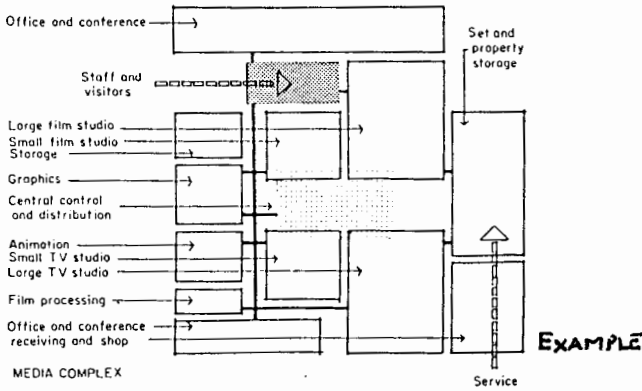 Office and conference
Set and
property
storage
Staff and
visitors
Large film studio
Small film studio
Storage
Graphics
Central control
and distribution
Animation
Small TV studio
Large TV studio
Film processing
Office and conference
receiving and shop
EXAMPLE
MEDIA COMPLEX
Service